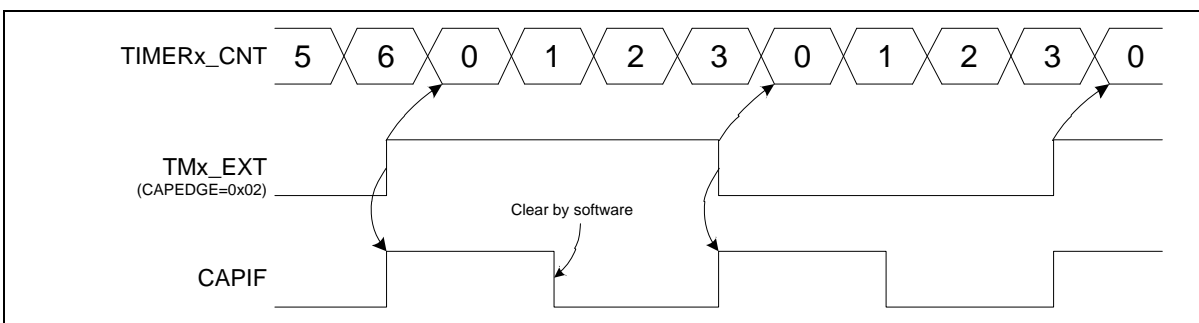 TIMERx_CNT 5 6 0 1 2 3 0 1 2 3 0
TMx_EXT
(CAPEDGE=0x02)
Clear by software
CAPIF